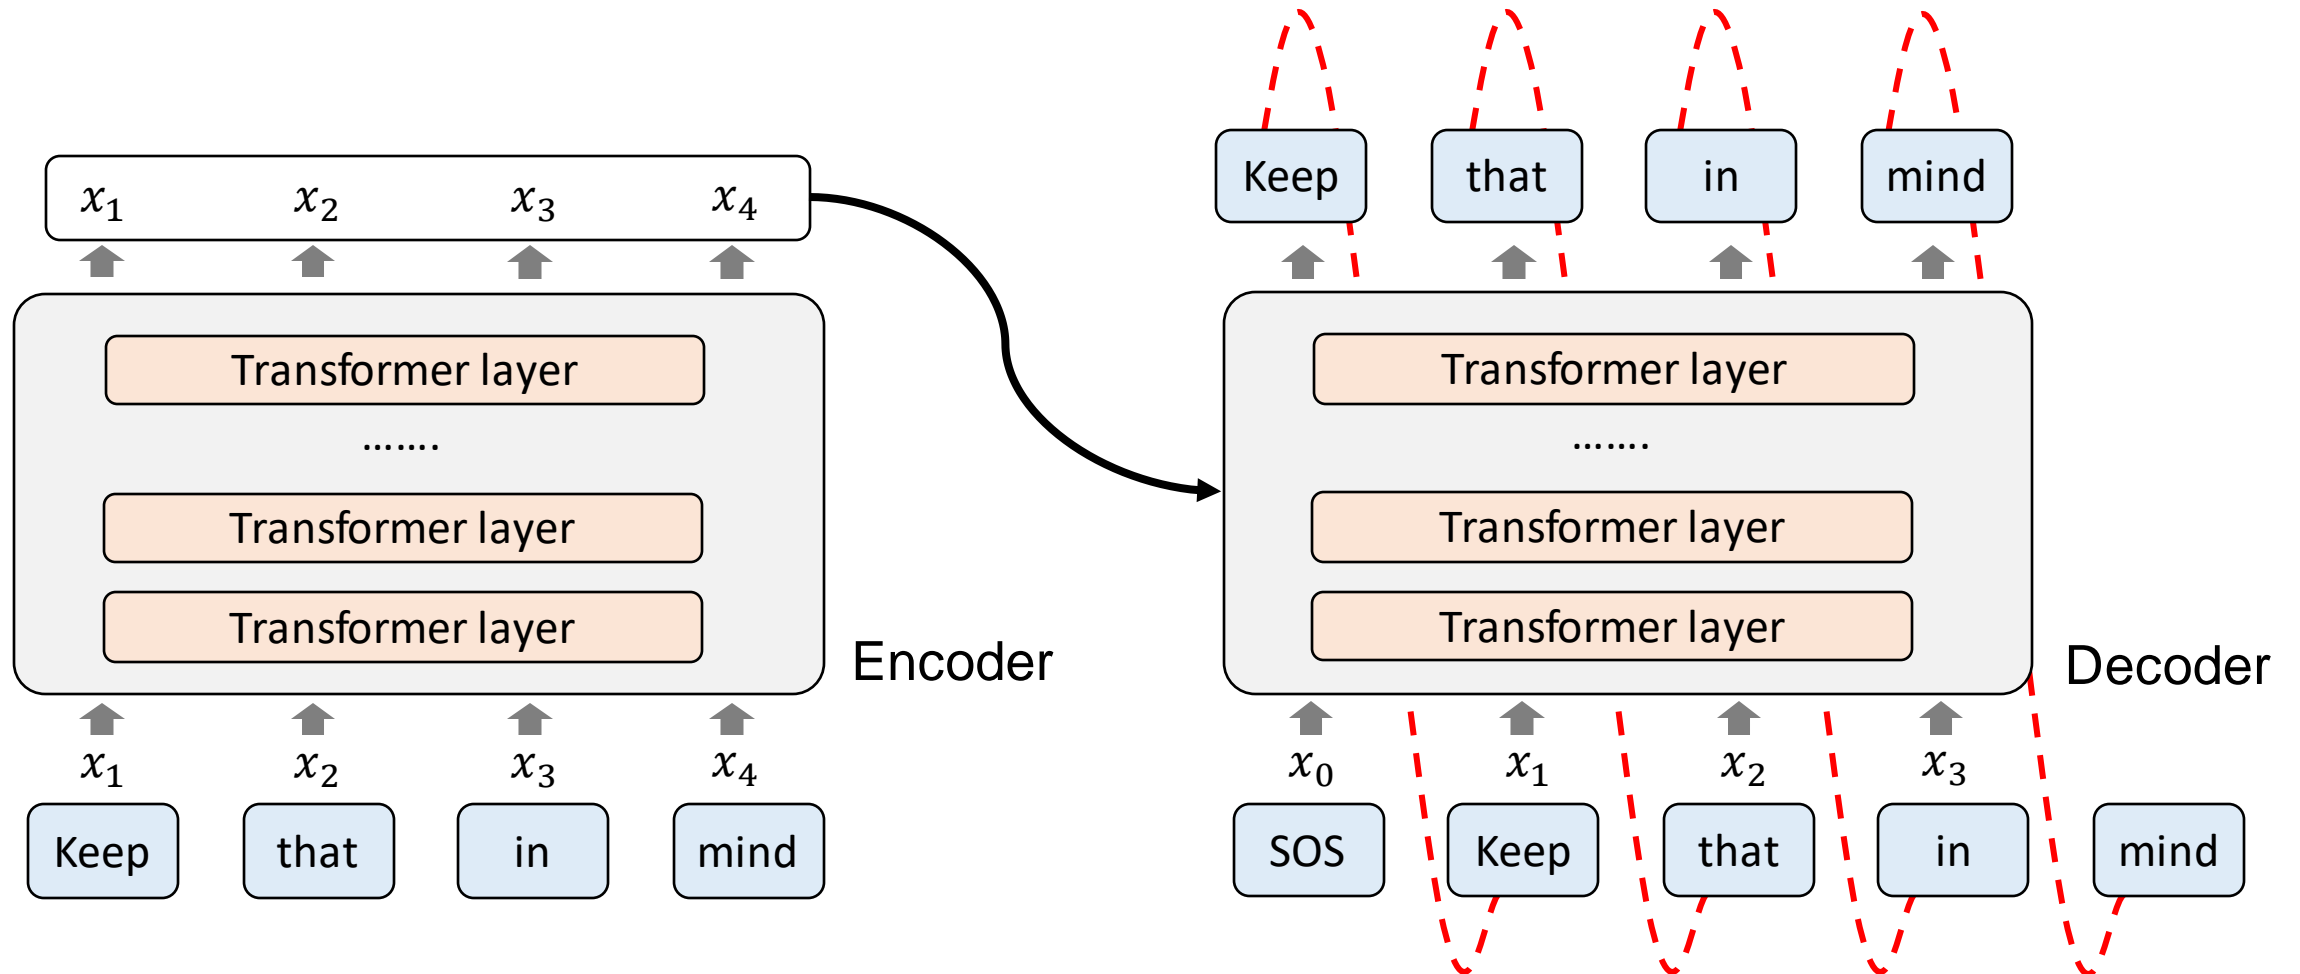 Keep that in mind
x₁ x₂ x₃ x₄
Transformer layer Transformer layer
....... .......
Transformer layer Transformer layer
Transformer layer Transformer layer
Encoder Decoder
x₁ x₂ x₃ x₄ x₀ x₁ x₂ x₃
Keep that in mind SOS Keep that in mind